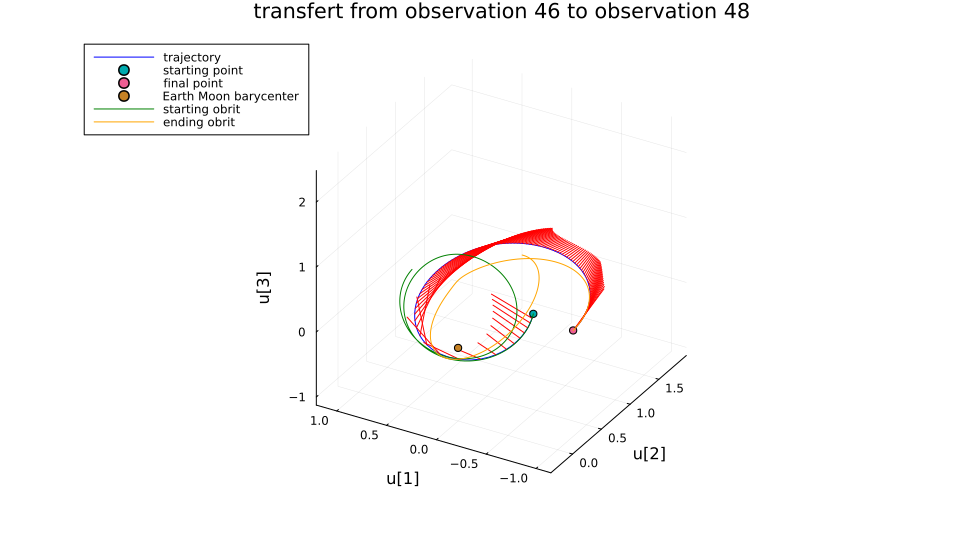 transfert from observation 46 to observation 48
trajectory
starting point
final point
Earth Moon barycenter
starting obrit
ending obrit
2
1
0
−1
u[3]
1.0
0.5
0.0
−0.5
−1.0
u[1]
0.0
0.5
1.0
1.5
u[2]